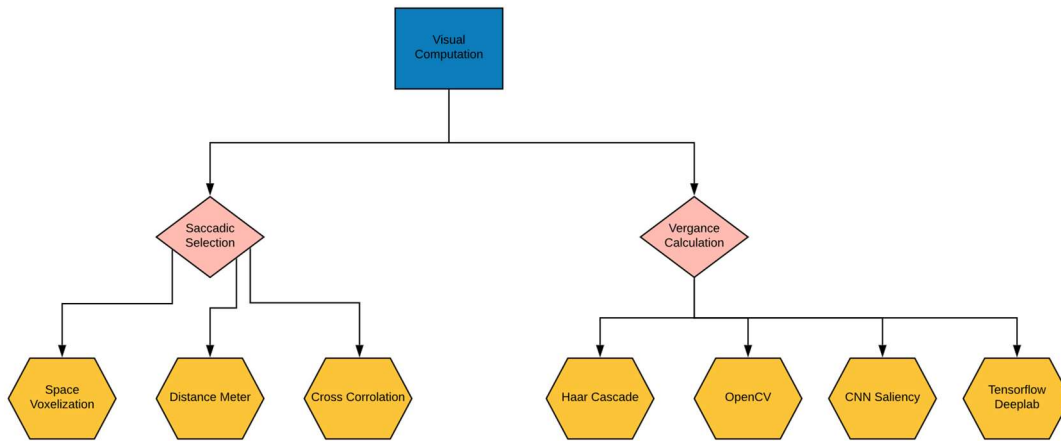 Visual
Computation
Saccadic
Selection
Vergance
Calculation
Space
Voxelization
Distance Meter
Cross Corrolation
Haar Cascade
OpenCV
CNN Saliency
Tensorflow
Deeplab